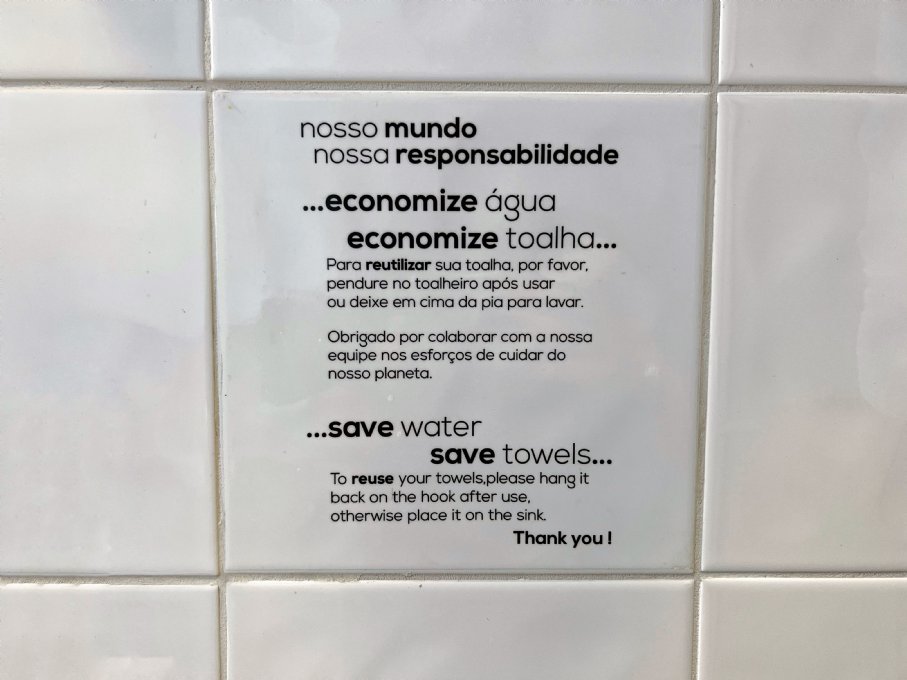 nosso mundo
nossa responsabilidade
...economize água
economize toalha...
Para reutilizar sua toalha, por favor,
pendure no toalheiro após usar
ou deixe em cima da pia para lavar.
Obrigado por colaborar com a nossa
equipe nos esforços de cuidar do
nosso planeta.
...save water
save towels...
To reuse your towels,please hang it
back on the hook after use,
otherwise place it on the sink.
Thank you !